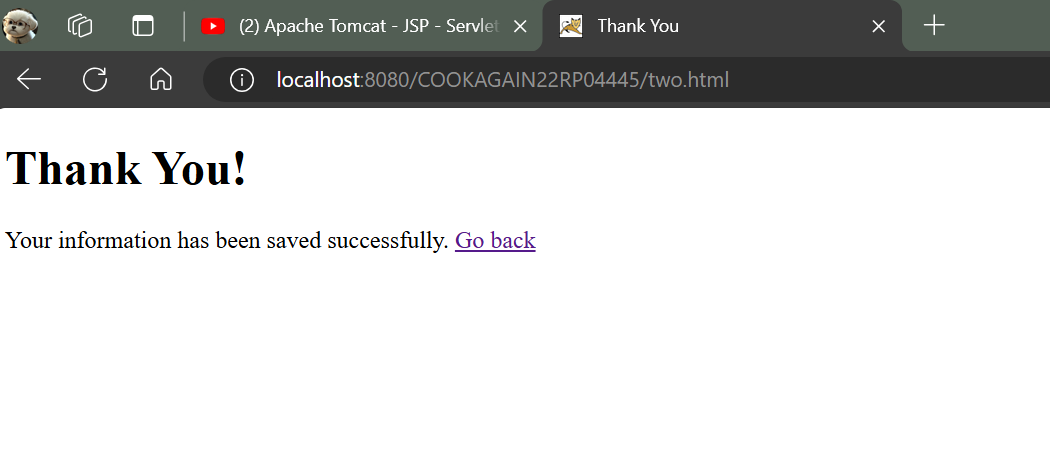 (2) Apache Tomcat - JSP - Servlet
Thank You
localhost:8080/COOKAGAIN22RP04445/two.html
Thank You!
Your information has been saved successfully. Go back